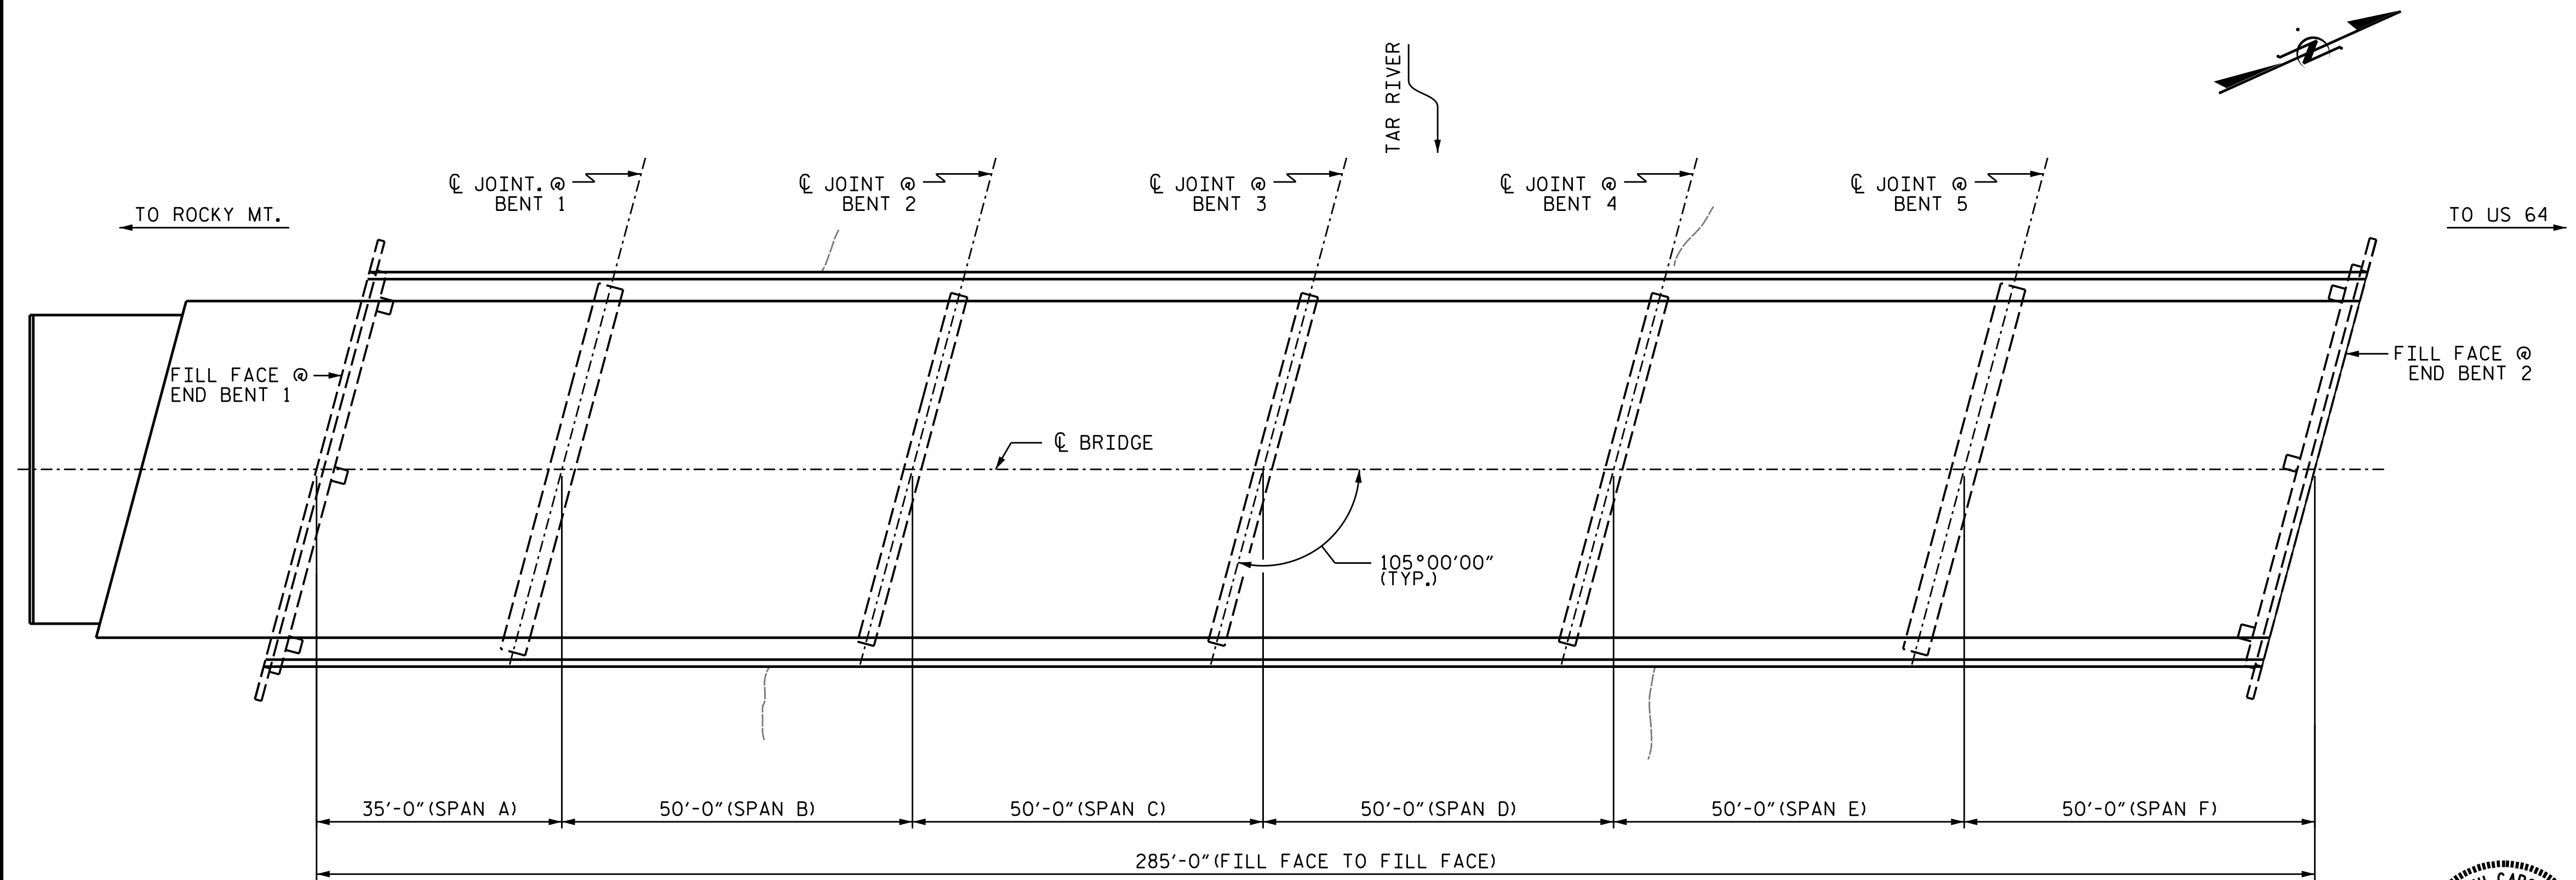 TAR RIVER
℄ JOINT. @
BENT 1
℄ JOINT @
BENT 2
℄ JOINT @
BENT 3
℄ JOINT @
BENT 4
℄ JOINT @
BENT 5
TO ROCKY MT.
TO US 64
FILL FACE @
END BENT 1
FILL FACE @
END BENT 2
℄ BRIDGE
105°00'00"
(TYP.)
35'-0"(SPAN A)
50'-0"(SPAN B)
50'-0"(SPAN C)
50'-0"(SPAN D)
50'-0"(SPAN E)
50'-0"(SPAN F)
285'-0"(FILL FACE TO FILL FACE)